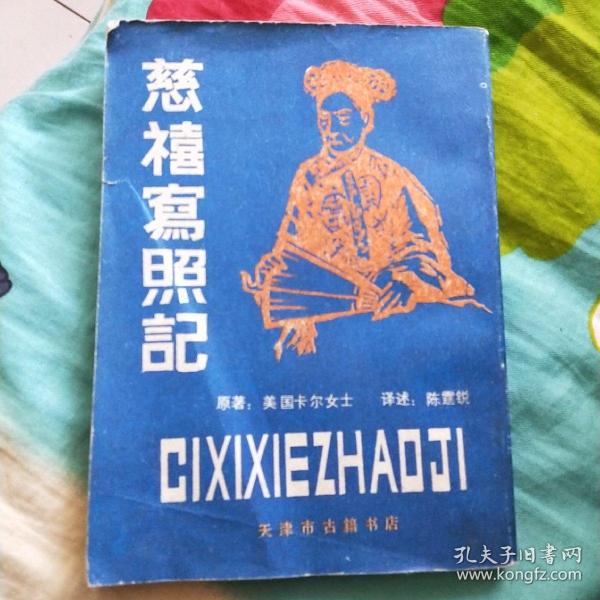 慈禧寫照記
原著：美国卡尔女士 译述：陈霆锐
CIXIXIEZHAOJI
天津市古籍书店
孔夫子旧书网
www.kongfz.com